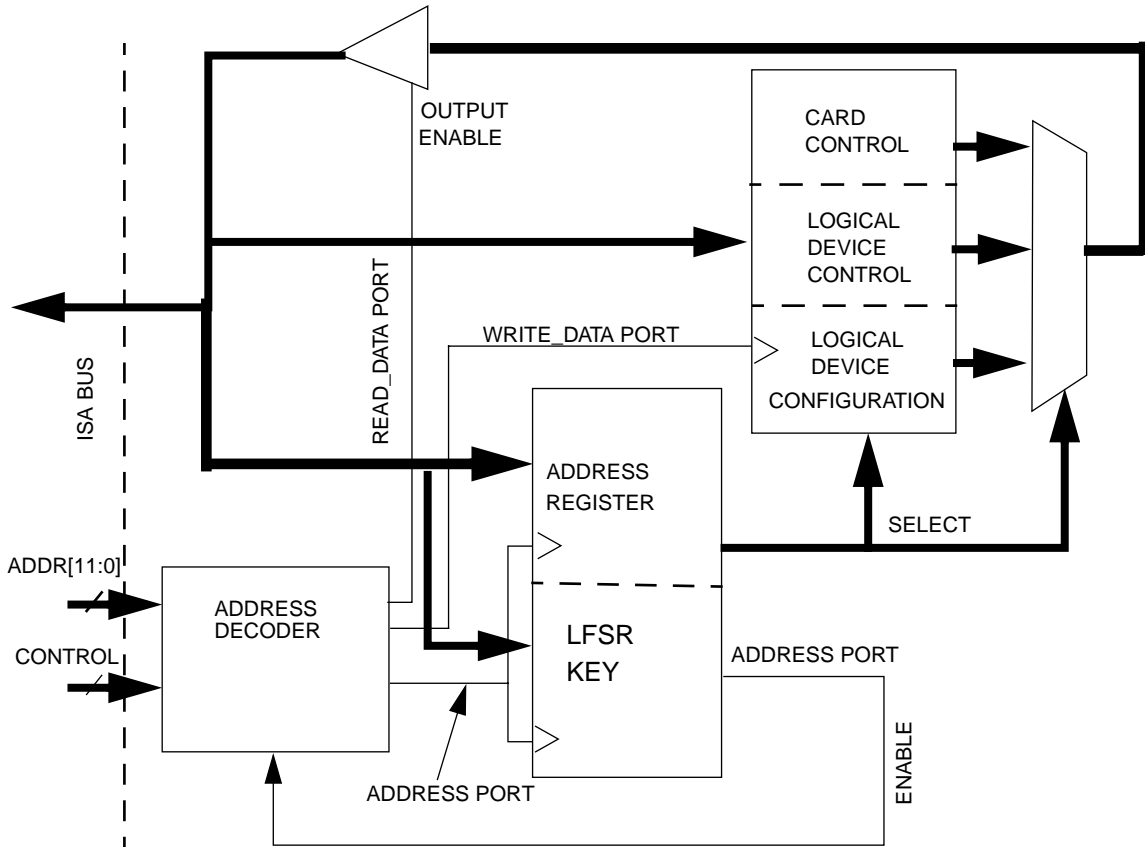 OUTPUT
ENABLE
CARD
CONTROL
LOGICAL
DEVICE
CONTROL
LOGICAL
DEVICE
CONFIGURATION
READ_DATA PORT
WRITE_DATA PORT
ISA BUS
ADDRESS
REGISTER
SELECT
ADDR[11:0]
ADDRESS
DECODER
CONTROL
LFSR
KEY
ADDRESS PORT
ADDRESS PORT
ENABLE